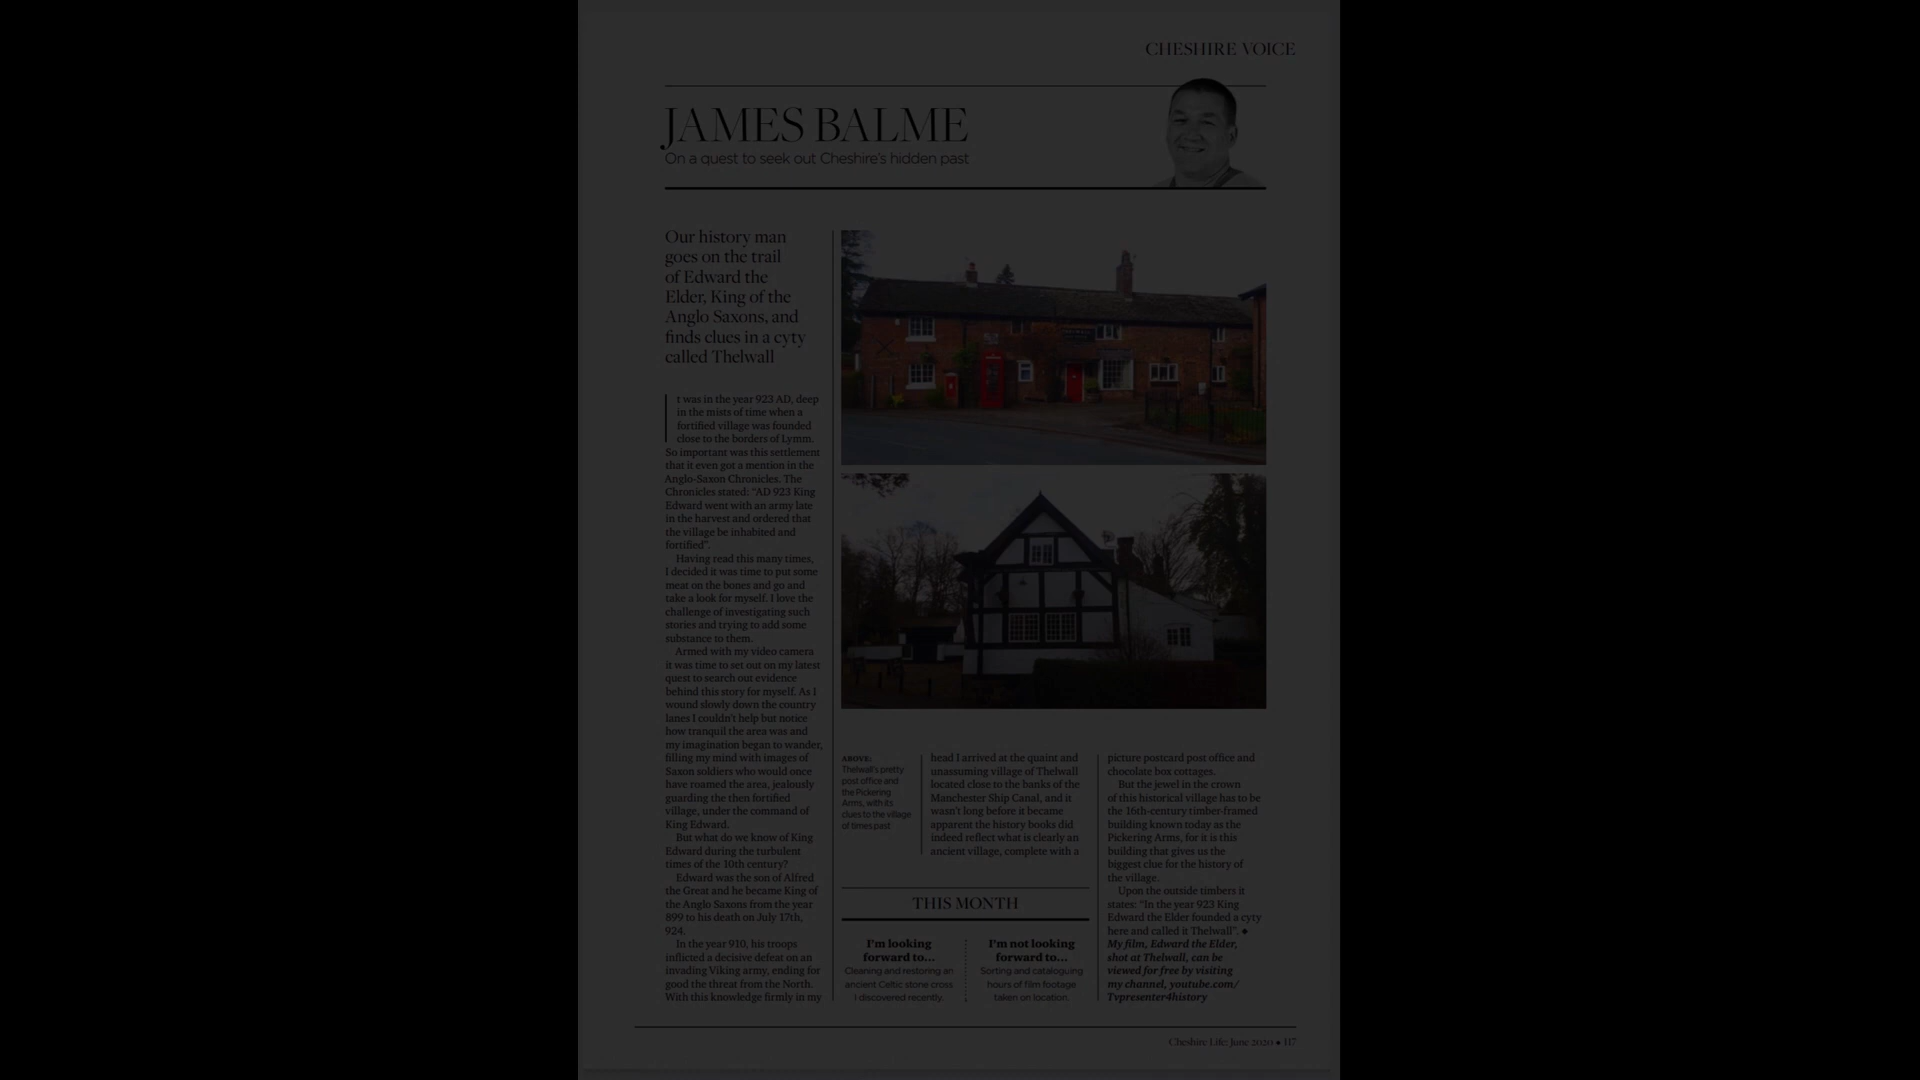 CHESHIRE VOICE
JAMES BALME
On a quest to seek out Cheshire's hidden past
Our history man
goes on the trail
of Edward the
Elder, King of the
Anglo Saxons, and
finds clues in a cyty
called Thelwall
It was in the year 923 AD, deep
in the mists of time when a
fortified village was founded
close to the borders of Lymm.
So important was this settlement
that it even got a mention in the
Anglo-Saxon Chronicles. The
Chronicles stated: "AD 923 King
Edward went with an army late
in the harvest and ordered that
the village be inhabited and
fortified".
Having read this many times,
I decided it was time to put some
meat on the bones and go and
take a look for myself. I love the
challenge of investigating such
stories and trying to add some
substance to them.
Armed with my video camera
it was time to set out on my latest
quest to search out evidence
behind this story for myself. As I
wound slowly down the country
lanes I couldn't help but notice
how tranquil the area was and
my imagination began to wander,
filling my mind with images of
Saxon soldiers who would once
have roamed the area, jealously
guarding the then fortified
village, under the command of
King Edward.
But what do we know of King
Edward during the turbulent
times of the 10th century?
Edward was the son of Alfred
the Great and he became King of
the Anglo Saxons from the year
899 to his death on July 17th,
924.
In the year 910, his troops
inflicted a decisive defeat on an
invading Viking army, ending for
good the threat from the North.
With this knowledge firmly in my
ABOVE:
Thelwall's pretty
post office and
the Pickering
Arms, with its
clues to the village
of times past
head I arrived at the quaint and
unassuming village of Thelwall
located close to the banks of the
Manchester Ship Canal, and it
wasn't long before it became
apparent the history books did
indeed reflect what is clearly an
ancient village, complete with a
picture postcard post office and
chocolate box cottages.
But the jewel in the crown
of this historical village has to be
the 16th-century timber-framed
building known today as the
Pickering Arms, for it is this
building that gives us the
biggest clue for the history of
the village.
Upon the outside timbers it
states: "In the year 923 King
Edward the Elder founded a cyty
here and called it Thelwall". ◆
My film, Edward the Elder,
shot at Thelwall, can be
viewed for free by visiting
my channel, youtube.com/
Tvpresenter4history
THIS MONTH
I'm looking
forward to...
Cleaning and restoring an
ancient Celtic stone cross
I discovered recently.
I'm not looking
forward to...
Sorting and cataloguing
hours of film footage
taken on location.
Cheshire Life: June 2020 ● 117